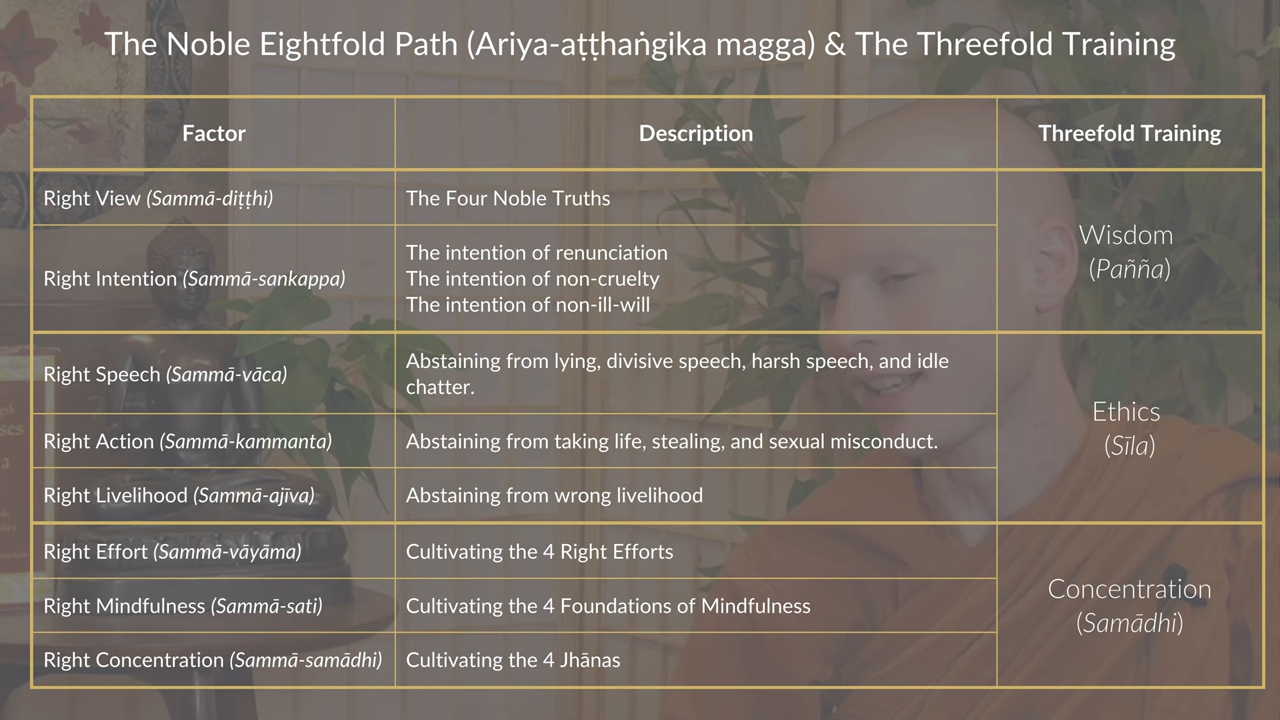 The Noble Eightfold Path (Ariya-aṭṭhaṅgika magga) & The Threefold Training
Factor
Description
Threefold Training
Right View (Sammā-diṭṭhi)
The Four Noble Truths
Right Intention (Sammā-sankappa)
The intention of renunciation
The intention of non-cruelty
The intention of non-ill-will
Wisdom
(Pañña)
Right Speech (Sammā-vāca)
Abstaining from lying, divisive speech, harsh speech, and idle
chatter.
Right Action (Sammā-kammanta)
Abstaining from taking life, stealing, and sexual misconduct.
Right Livelihood (Sammā-ajīva)
Abstaining from wrong livelihood
Ethics
(Sīla)
Right Effort (Sammā-vāyāma)
Cultivating the 4 Right Efforts
Right Mindfulness (Sammā-sati)
Cultivating the 4 Foundations of Mindfulness
Right Concentration (Sammā-samādhi)
Cultivating the 4 Jhānas
Concentration
(Samādhi)